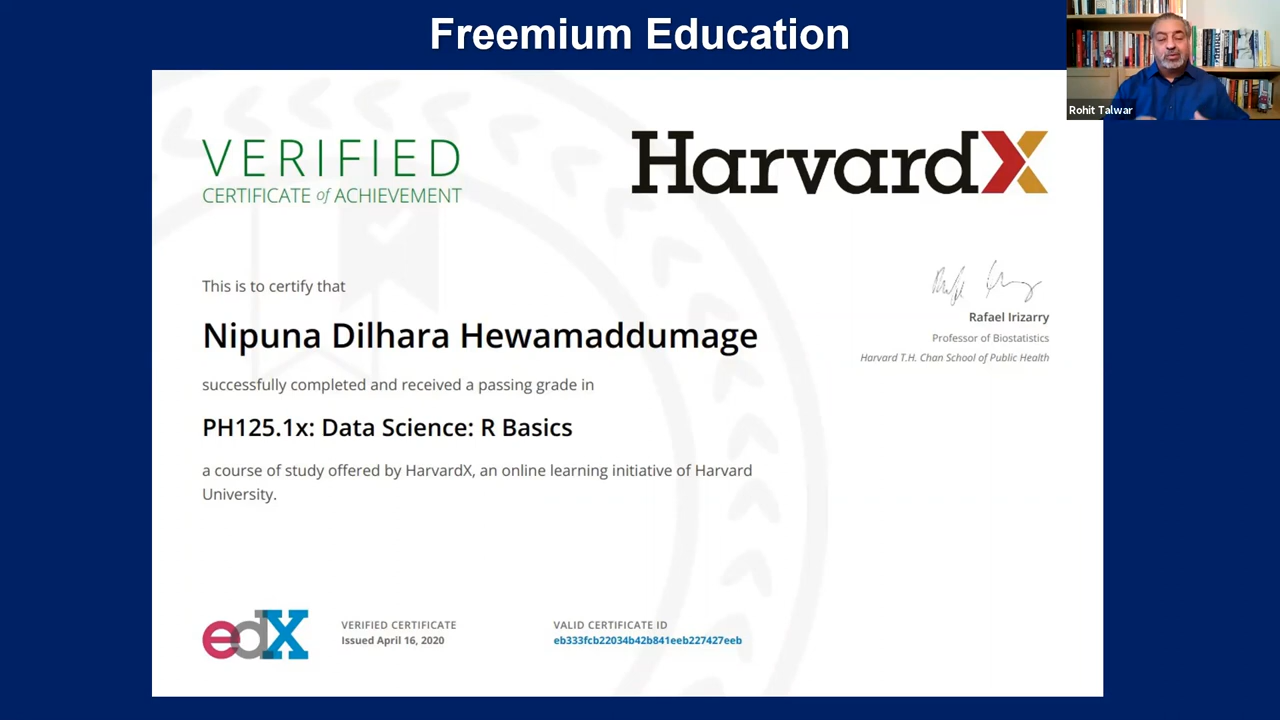 Freemium Education
Rohit Talwar
VERIFIED
CERTIFICATE of ACHIEVEMENT
HarvardX
This is to certify that
Nipuna Dilhara Hewamaddumage
successfully completed and received a passing grade in
PH125.1x: Data Science: R Basics
a course of study offered by HarvardX, an online learning initiative of Harvard
University.
Rafael Irizarry
Professor of Biostatistics
Harvard T.H. Chan School of Public Health
edX
VERIFIED CERTIFICATE
Issued April 16, 2020
VALID CERTIFICATE ID
eb333fcb22034b42b841eeb227427eeb